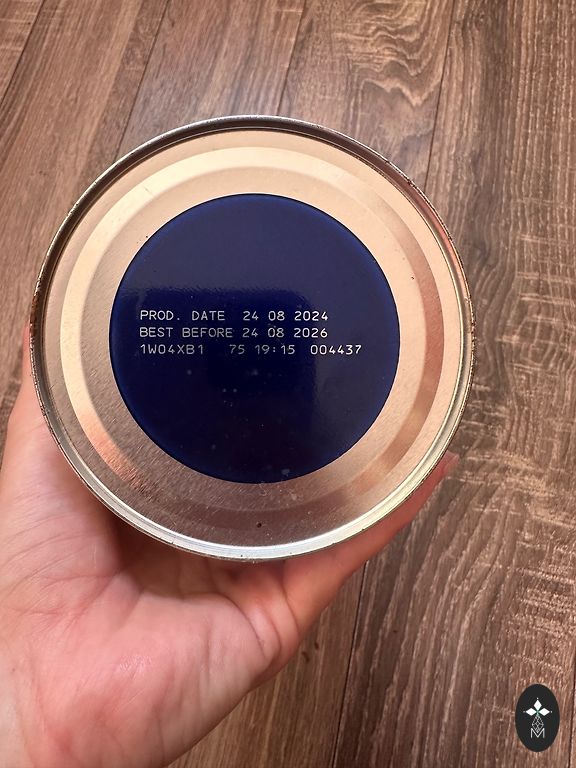 PROD. DATE 24 08 2024
BEST BEFORE 24 08 2026
1W04XB1 75 19:15 004437
M